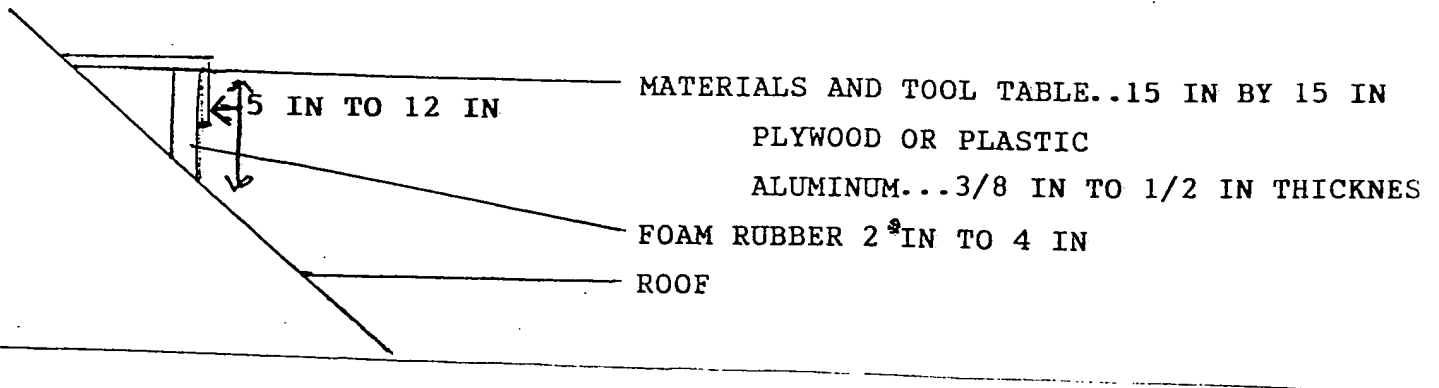 MATERIALS AND TOOL TABLE..15 IN BY 15 IN
5 IN TO 12 IN
PLYWOOD OR PLASTIC
ALUMINUM...3/8 IN TO 1/2 IN THICKNES
FOAM RUBBER 2 IN TO 4 IN
ROOF